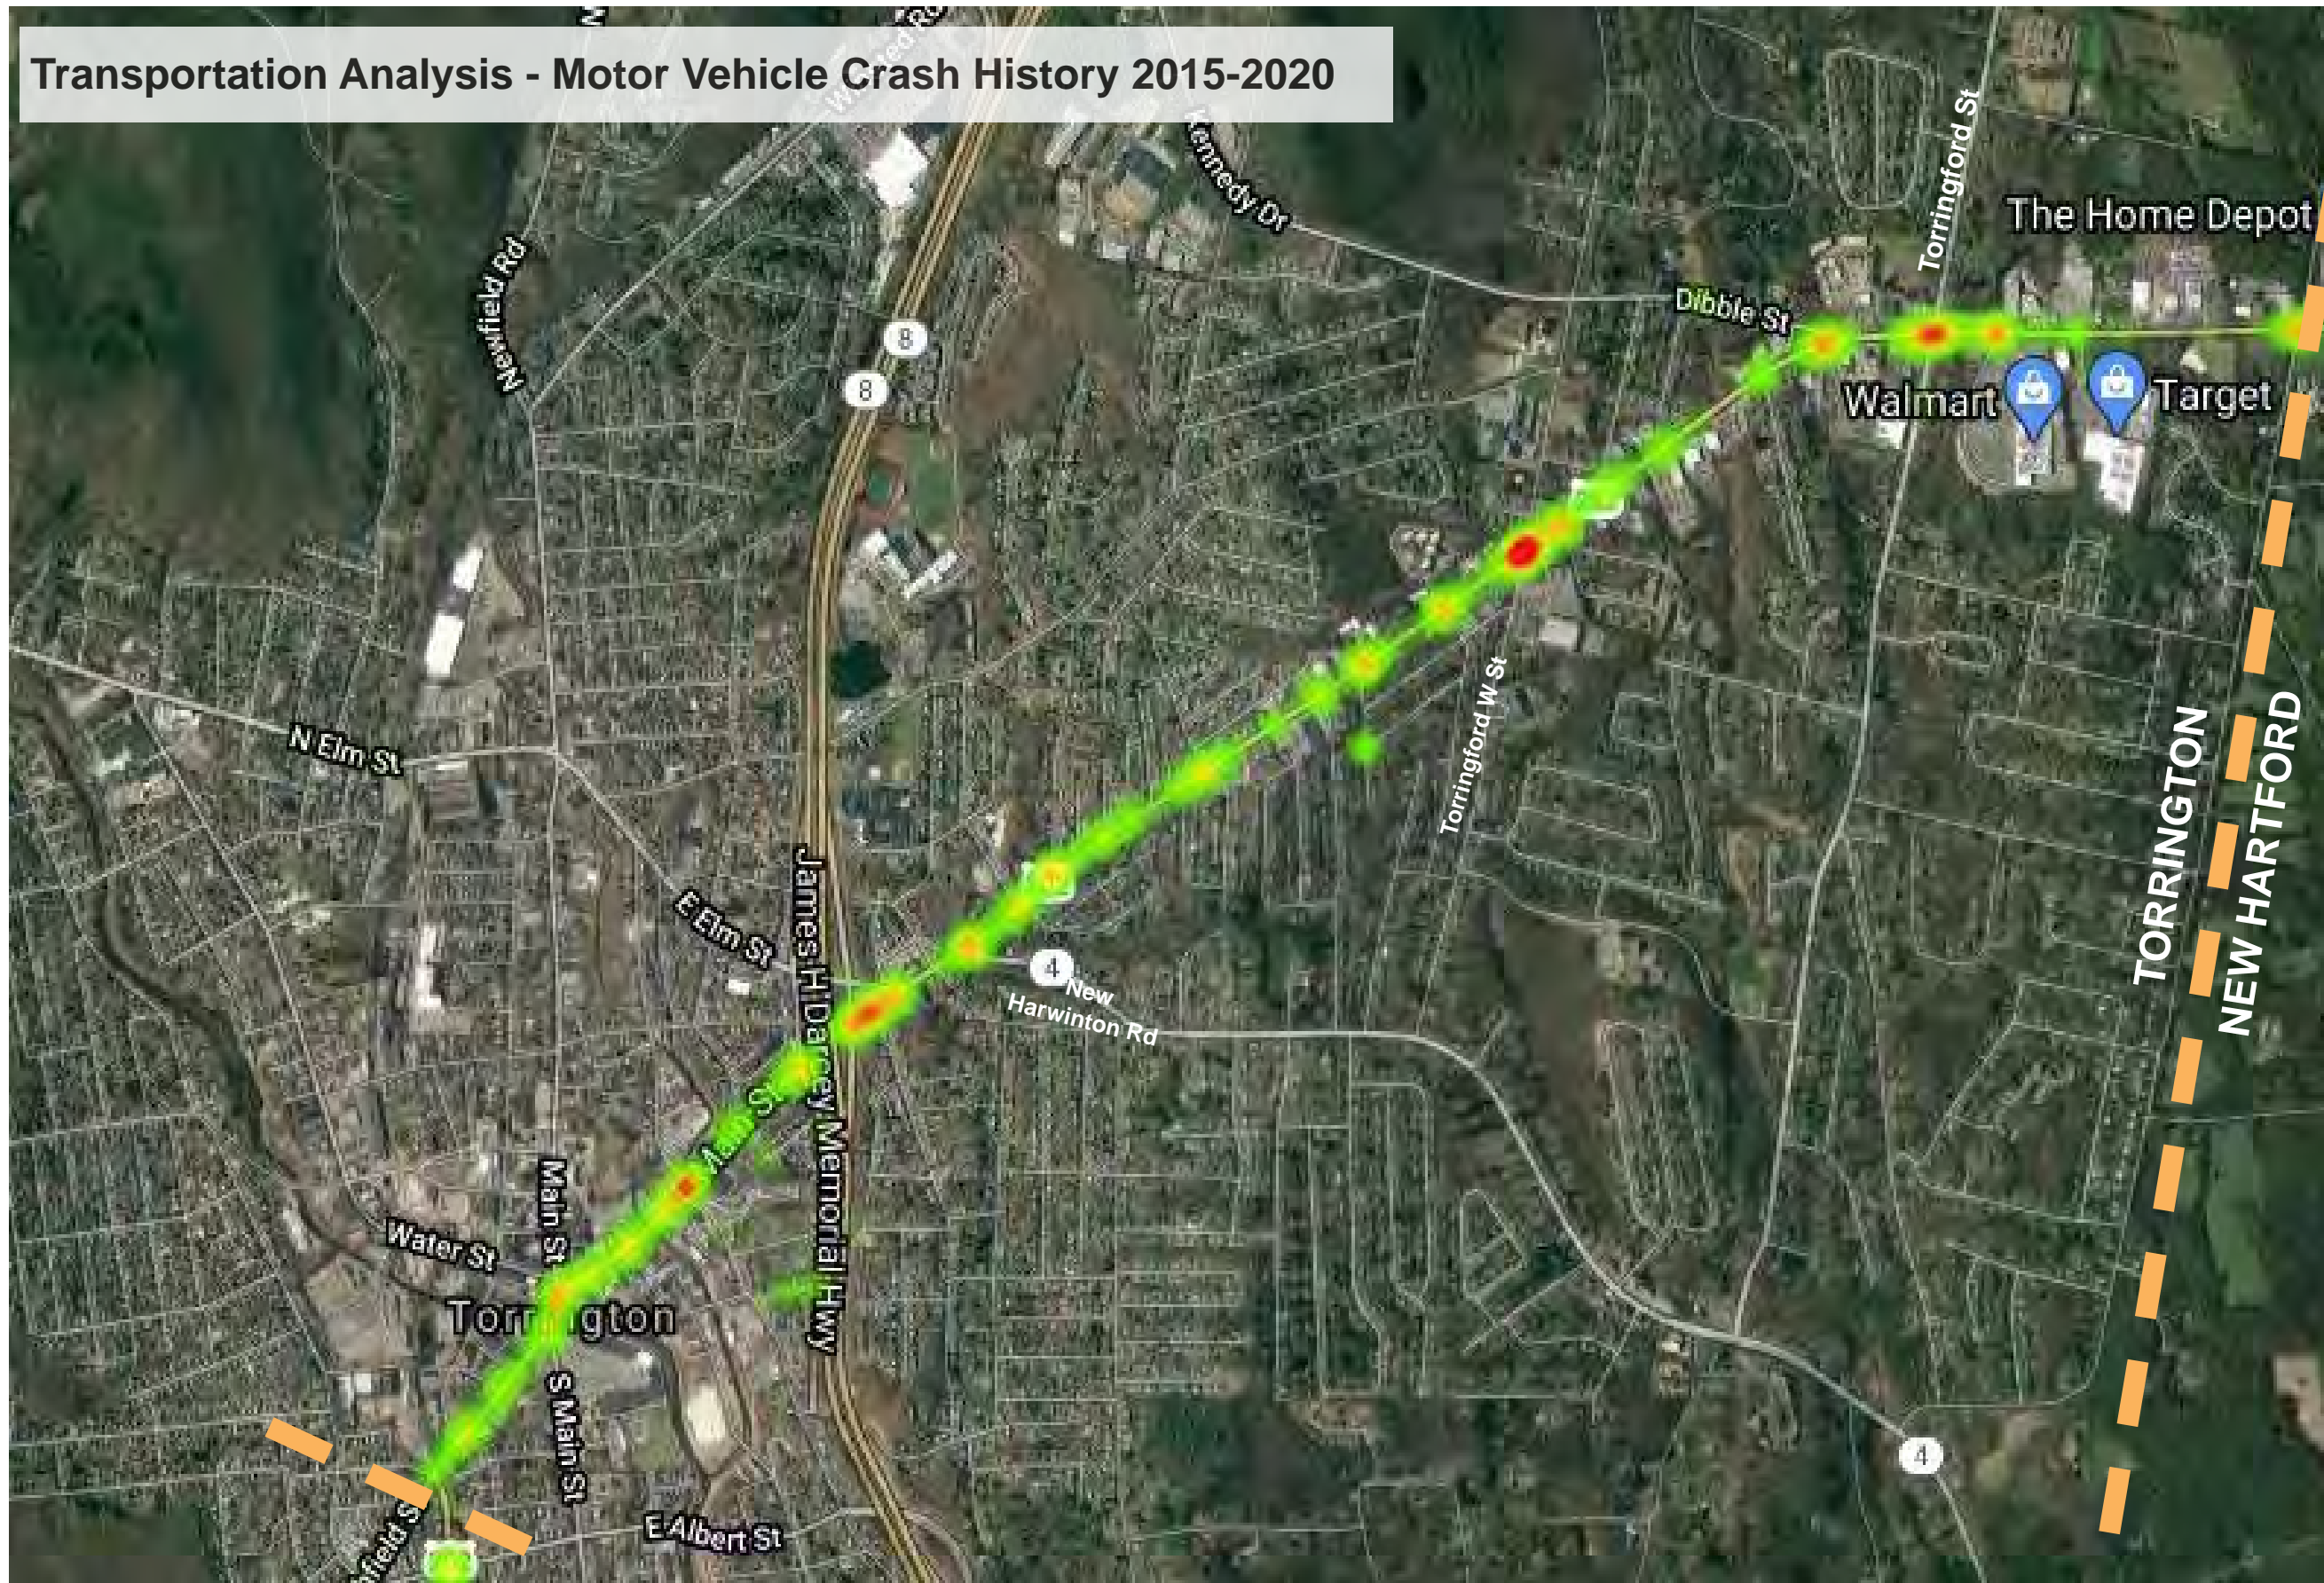 Transportation Analysis - Motor Vehicle Crash History 2015-2020
Kennedy Dr
Torringford St
The Home Depot
Newfield Rd
Dibble St
8
8
Walmart
Target
N Elm St
Torringford W St
TORRINGTON
NEW HARTFORD
E Elm St
James H Darcey Memorial Hwy
4
New
Harwinton Rd
Main St
Water St
Torrington
S Main St
E Albert St
4